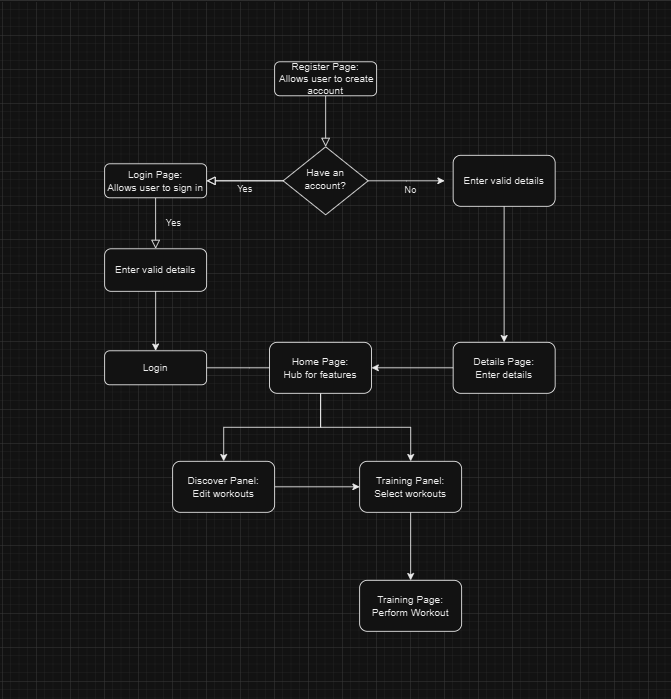 Register Page:
Allows user to create
account
Have an
account?
Login Page:
Allows user to sign in
Yes
No
Enter valid details
Yes
Enter valid details
Login
Home Page:
Hub for features
Details Page:
Enter details
Discover Panel:
Edit workouts
Training Panel:
Select workouts
Training Page:
Perform Workout